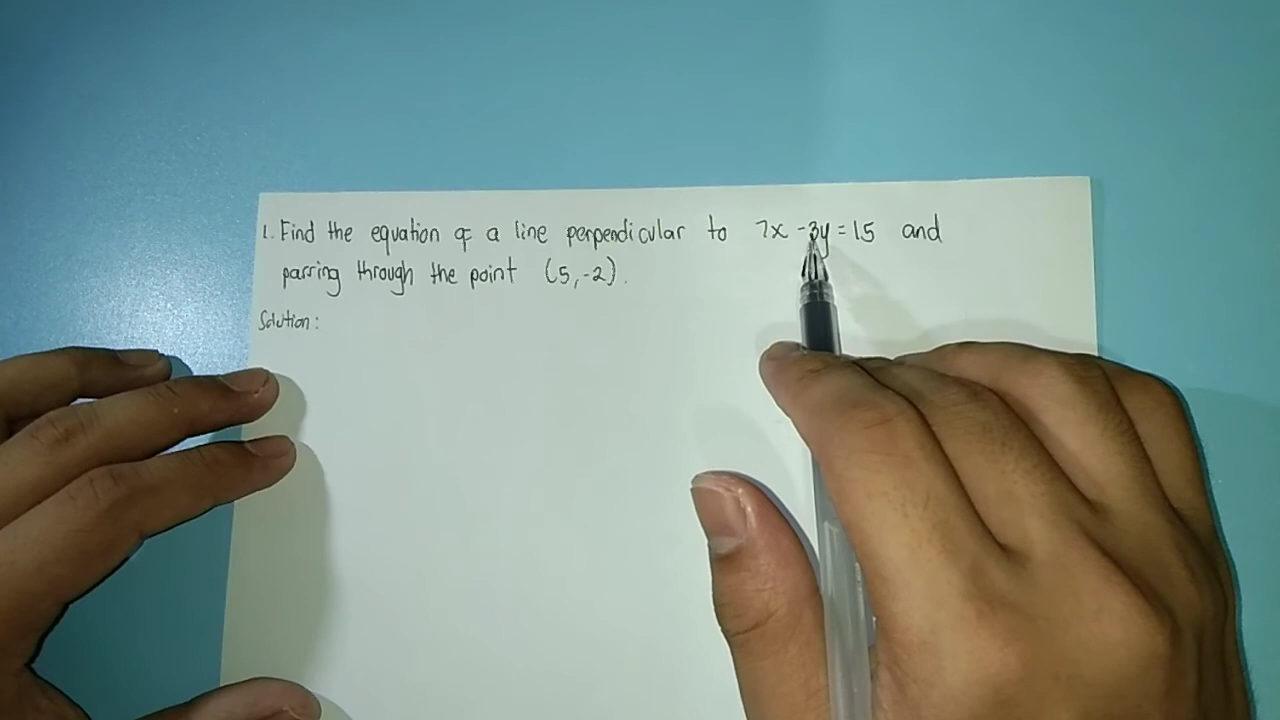 1. Find the equation of a line perpendicular to 7x - 3y = 15 and
passing through the point (5, -2).
Solution: